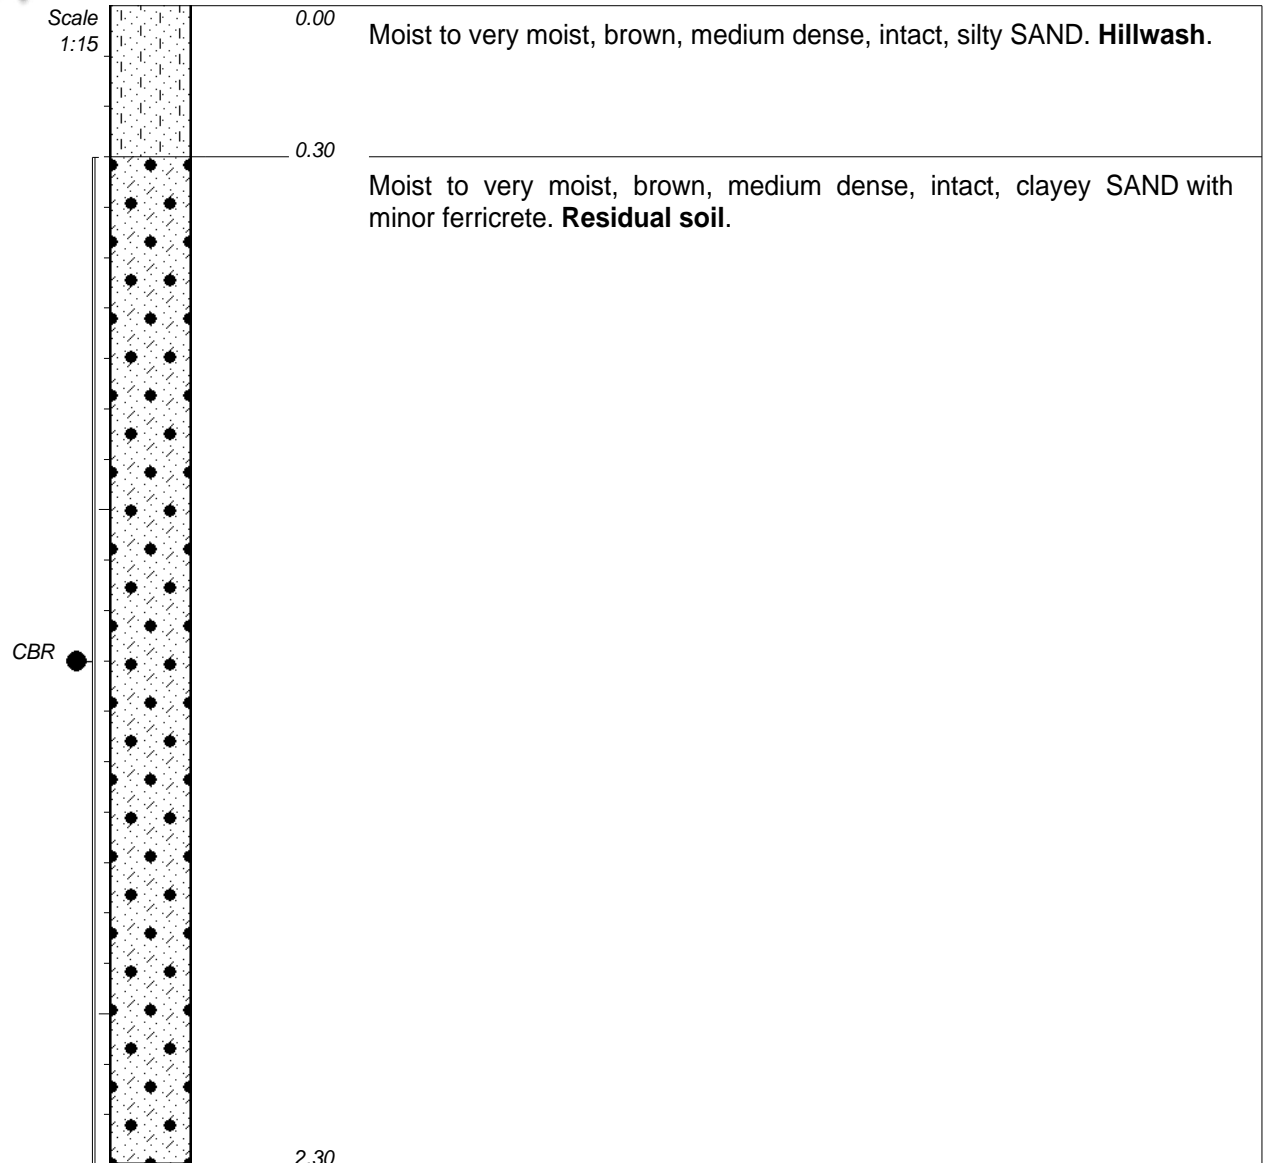 Scale
1:15
0.00
Moist to very moist, brown, medium dense, intact, silty SAND. Hillwash.
0.30
Moist to very moist, brown, medium dense, intact, clayey SAND with
minor ferricrete. Residual soil.
CBR
2.30